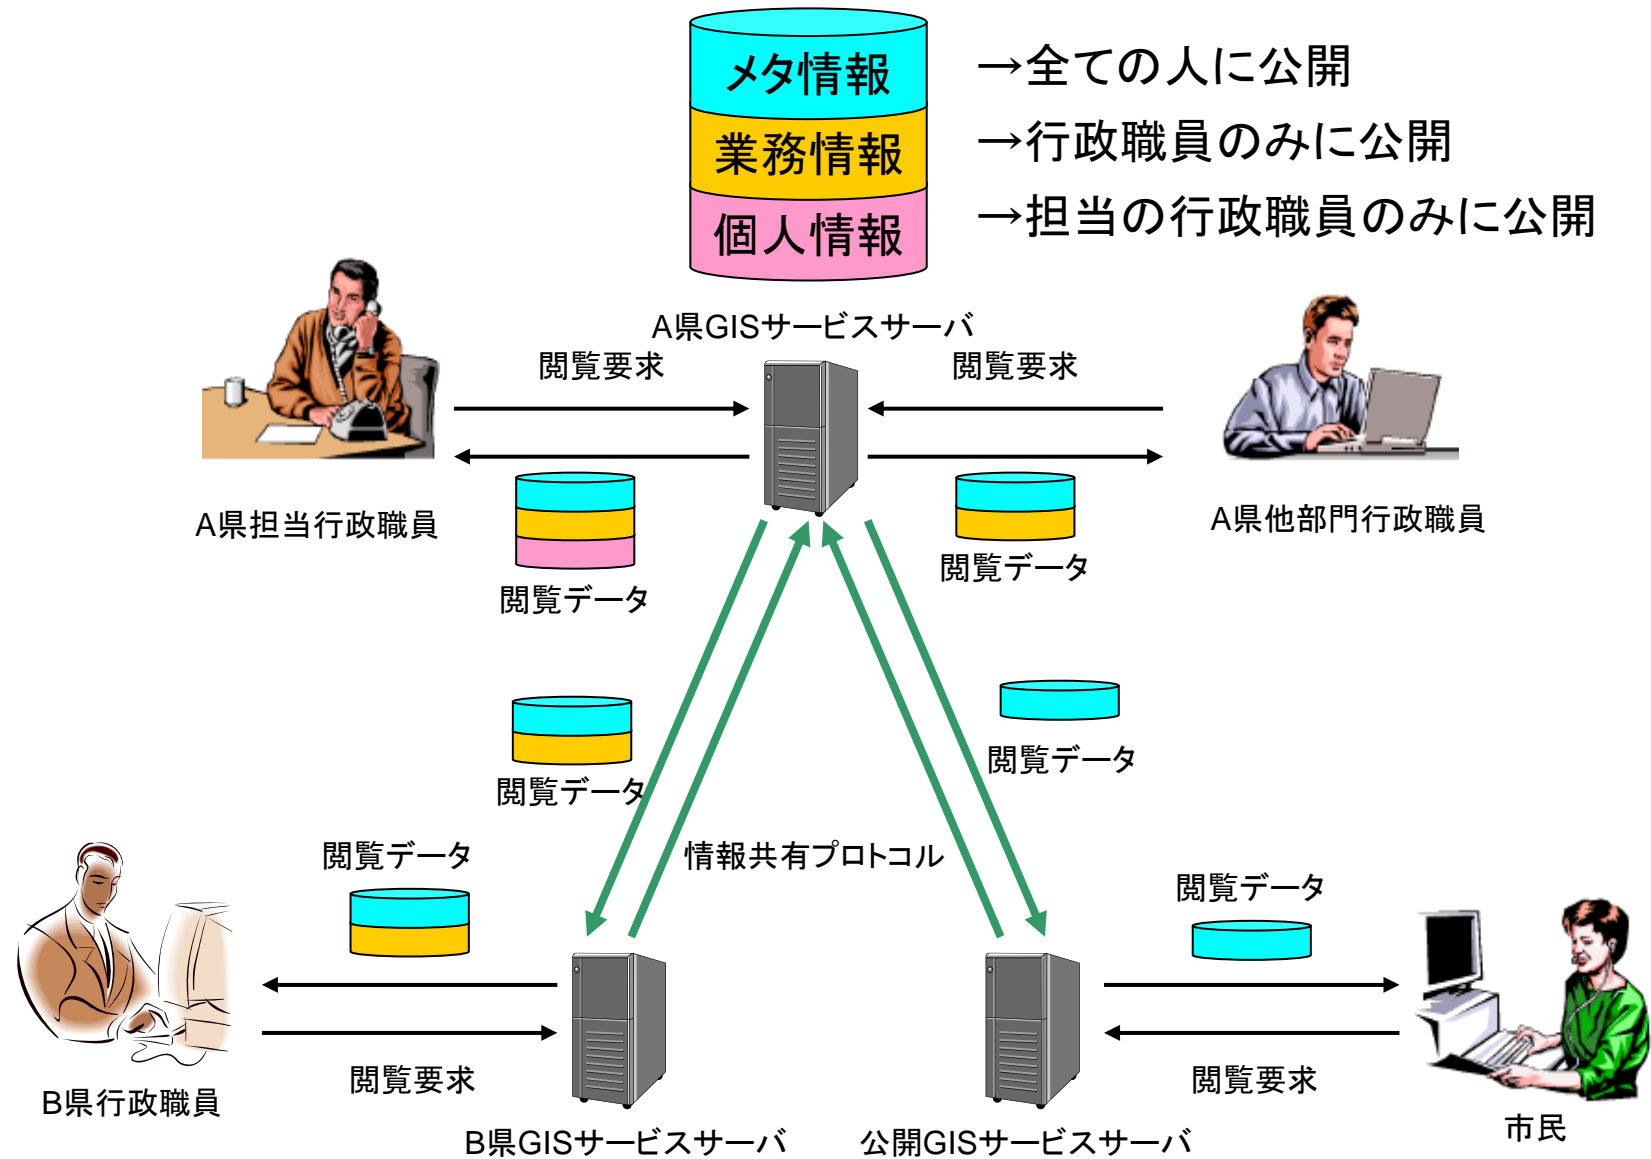 メタ情報 →全ての人に公開
業務情報 →行政職員のみに公開
個人情報 →担当の行政職員のみに公開
A県GISサービスサーバ
閲覧要求
閲覧要求
A県担当行政職員
A県他部門行政職員
閲覧データ
閲覧データ
閲覧データ
閲覧データ
情報共有プロトコル
閲覧データ
閲覧データ
閲覧要求
閲覧要求
B県行政職員
市民
B県GISサービスサーバ
公開GISサービスサーバ